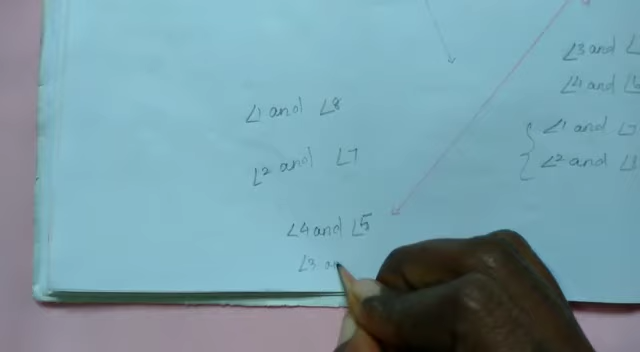 ∠1 and ∠8
∠2 and ∠7
∠4 and ∠5
∠3
∠3 and
∠4 and
∠1 and
∠2 and